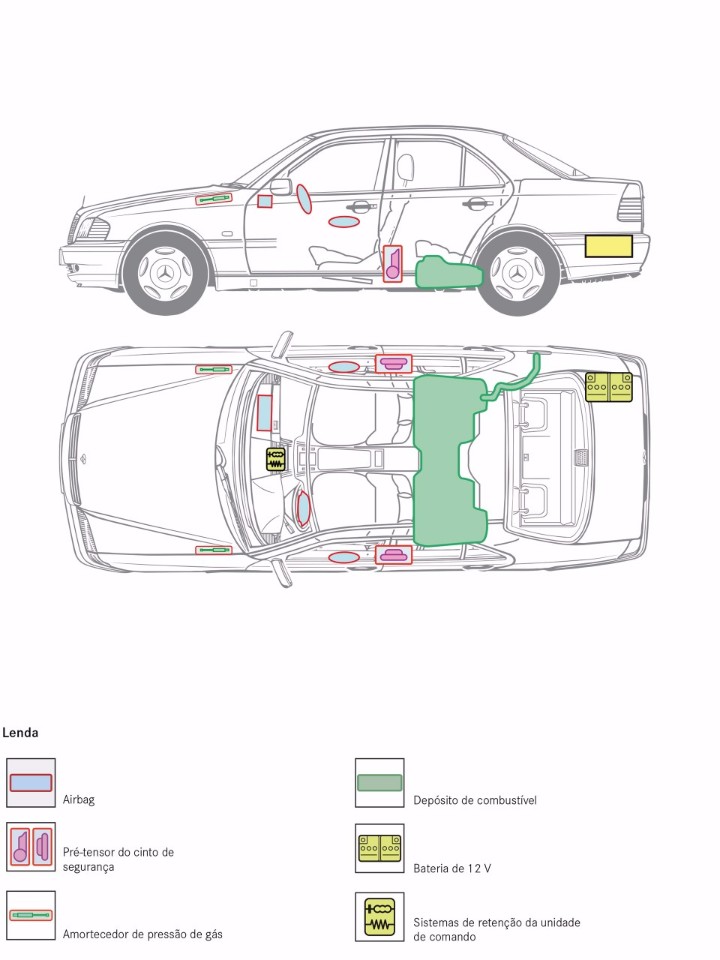 Lenda
Airbag
Pré-tensor do cinto de
segurança
Amortecedor de pressão de gás
Depósito de combustível
Bateria de 12 V
Sistemas de retenção da unidade
de comando